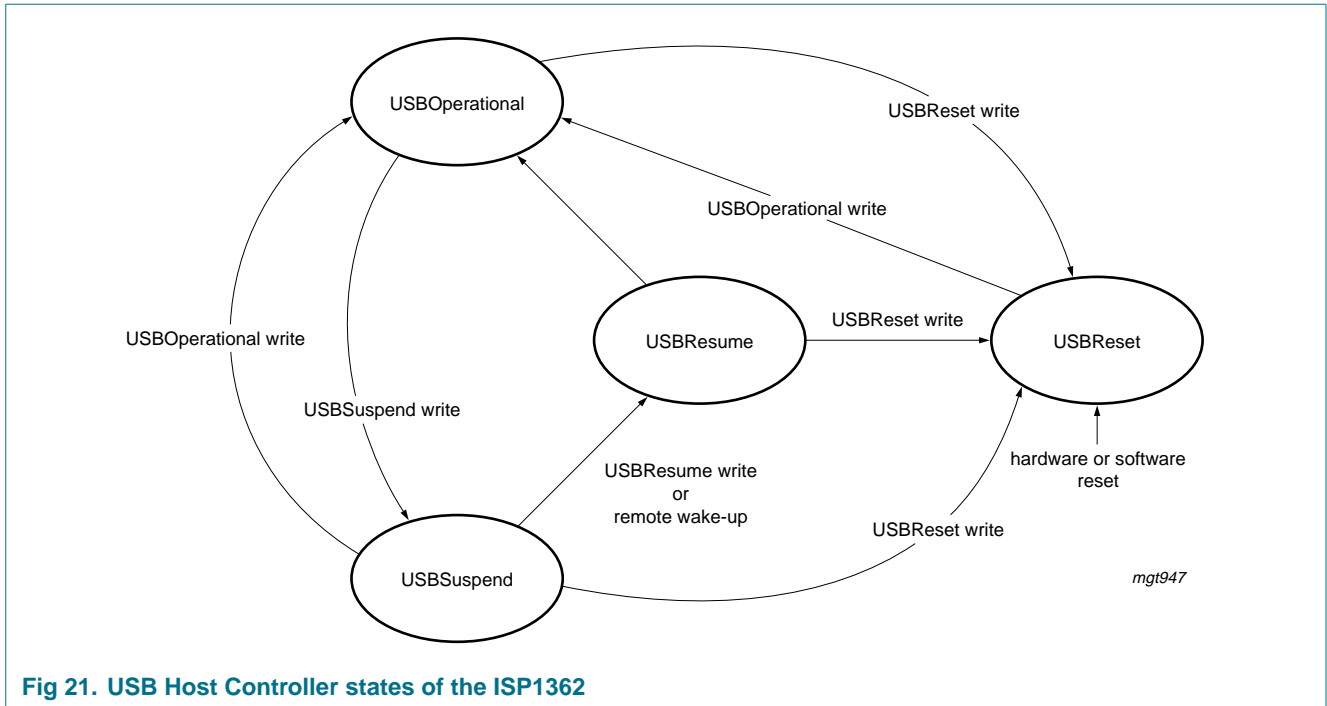 USBOperational
USBReset write
USBOperational write
USBOperational write
USBResume
USBReset write
USBReset
USBSuspend write
USBResume write
or
remote wake-up
hardware or software
reset
USBReset write
USBSuspend
mgt947
Fig 21. USB Host Controller states of the ISP1362